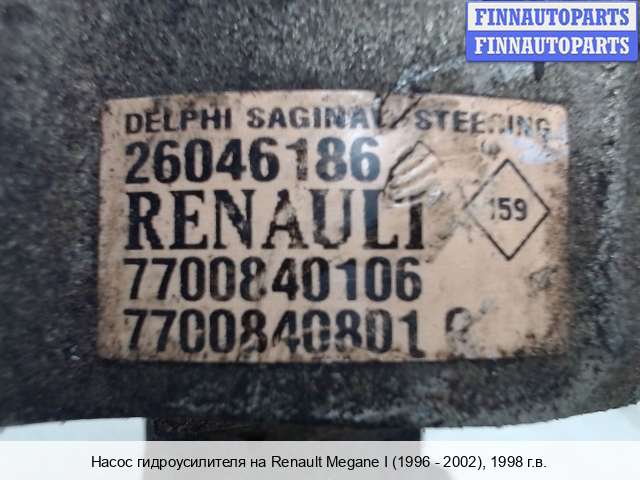 FINNAUTOPARTS
FINNAUTOPARTS
DELPHI SAGINAW STEERING
26046186
RENAULT
159
7700840106
7700840801
Насос гидроусилителя на Renault Megane I (1996 - 2002), 1998 г.в.